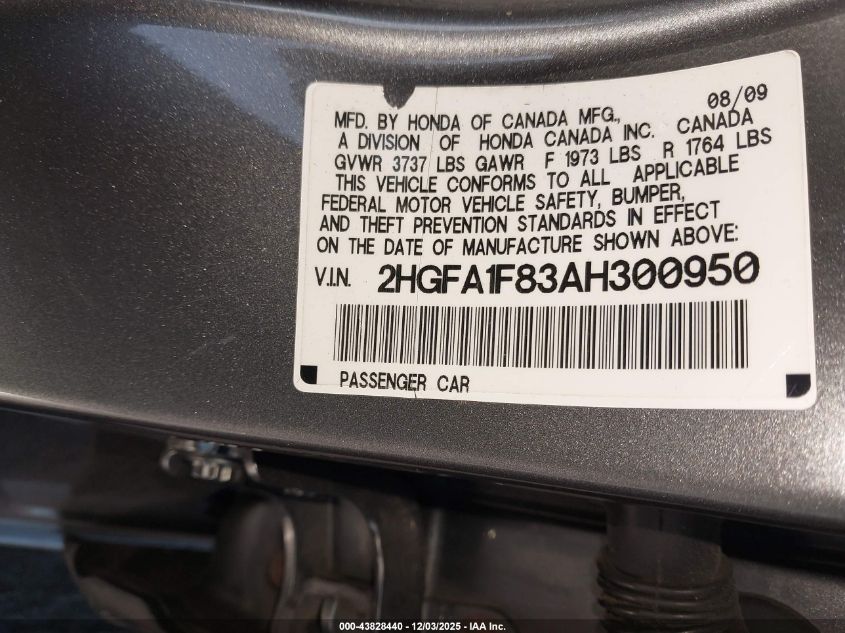 08/09
MFD. BY HONDA OF CANADA MFG.,
A DIVISION OF HONDA CANADA INC. CANADA
GVWR 3737 LBS GAWR F 1973 LBS R 1764 LBS
THIS VEHICLE CONFORMS TO ALL APPLICABLE
FEDERAL MOTOR VEHICLE SAFETY, BUMPER,
AND THEFT PREVENTION STANDARDS IN EFFECT
ON THE DATE OF MANUFACTURE SHOWN ABOVE:
V.I.N. 2HGFA1F83AH300950
PASSENGER CAR
000-43828440 - 12/03/2025 - IAA Inc.